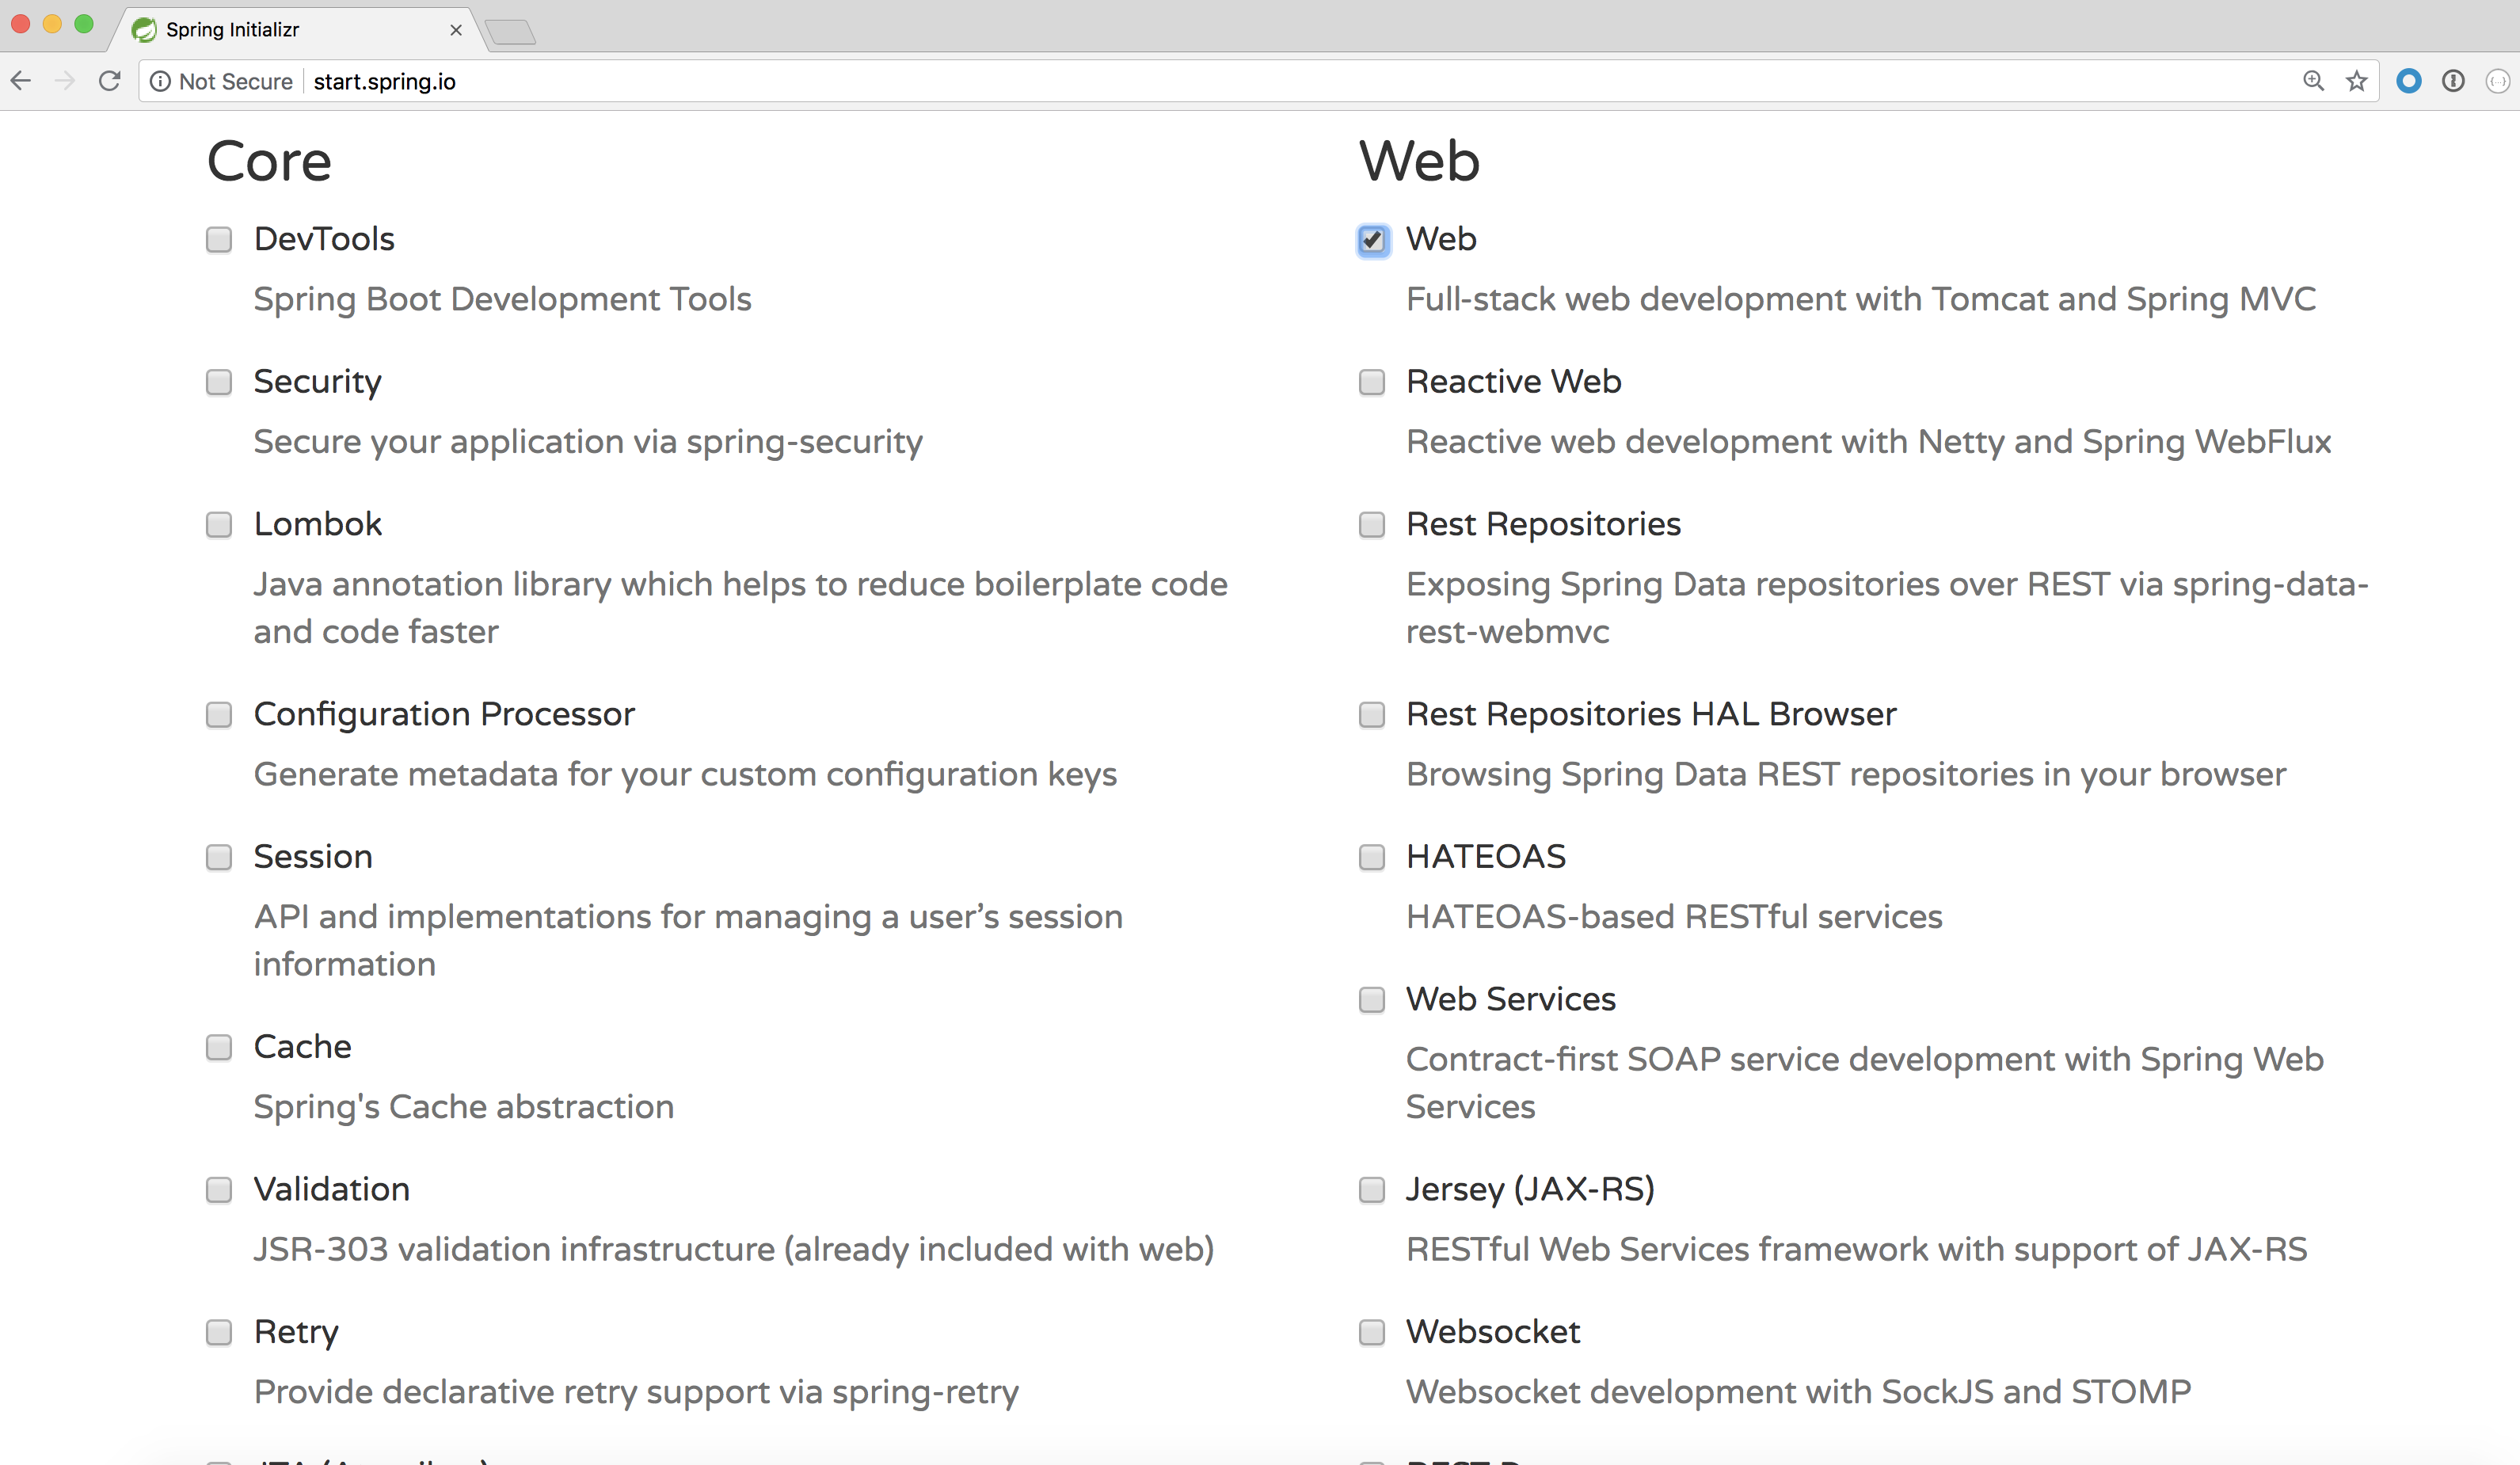 Spring Initializr
Not Secure
start.spring.io
Core
DevTools
Spring Boot Development Tools
Security
Secure your application via spring-security
Lombok
Java annotation library which helps to reduce boilerplate code
and code faster
Configuration Processor
Generate metadata for your custom configuration keys
Session
API and implementations for managing a user’s session
information
Cache
Spring's Cache abstraction
Validation
JSR-303 validation infrastructure (already included with web)
Retry
Provide declarative retry support via spring-retry
Web
Web
Full-stack web development with Tomcat and Spring MVC
Reactive Web
Reactive web development with Netty and Spring WebFlux
Rest Repositories
Exposing Spring Data repositories over REST via spring-data-
rest-webmvc
Rest Repositories HAL Browser
Browsing Spring Data REST repositories in your browser
HATEOAS
HATEOAS-based RESTful services
Web Services
Contract-first SOAP service development with Spring Web
Services
Jersey (JAX-RS)
RESTful Web Services framework with support of JAX-RS
Websocket
Websocket development with SockJS and STOMP